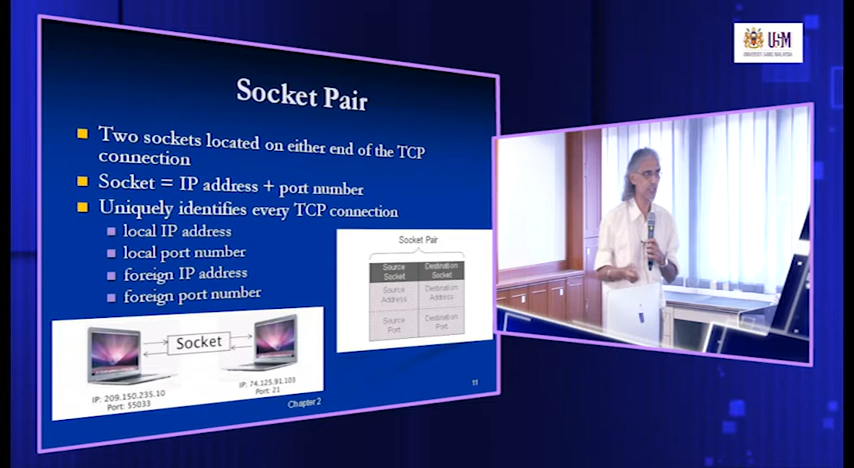 USM
UNIVERSITI SAINS MALAYSIA
Socket Pair
Two sockets located on either end of the TCP
connection
Socket = IP address + port number
Uniquely identifies every TCP connection
local IP address
local port number
foreign IP address
foreign port number
Socket Pair
Source Socket
Destination Socket
Source Address
Destination Address
Source Port
Destination Port
Socket
IP: 209.150.235.10
Port: 55033
IP: 74.125.91.103
Port: 21
Chapter 2
11